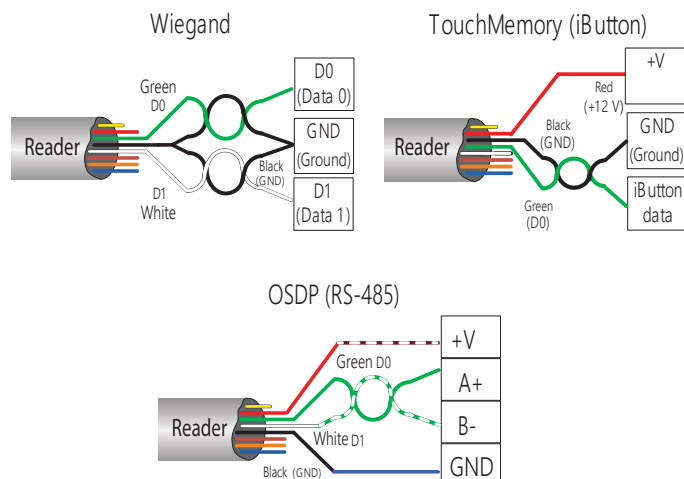 Wiegand
Green
D0
Reader
D1
White
Black
(GND)
D0
(Data 0)
GND
(Ground)
D1
(Data 1)
TouchMemory (iButton)
Red
(+12 V)
Black
(GND)
Reader
Green
(D0)
+V
GND
(Ground)
iButton
data
OSDP (RS-485)
Green D0
Reader
White D1
Black (GND)
+V
A+
B-
GND